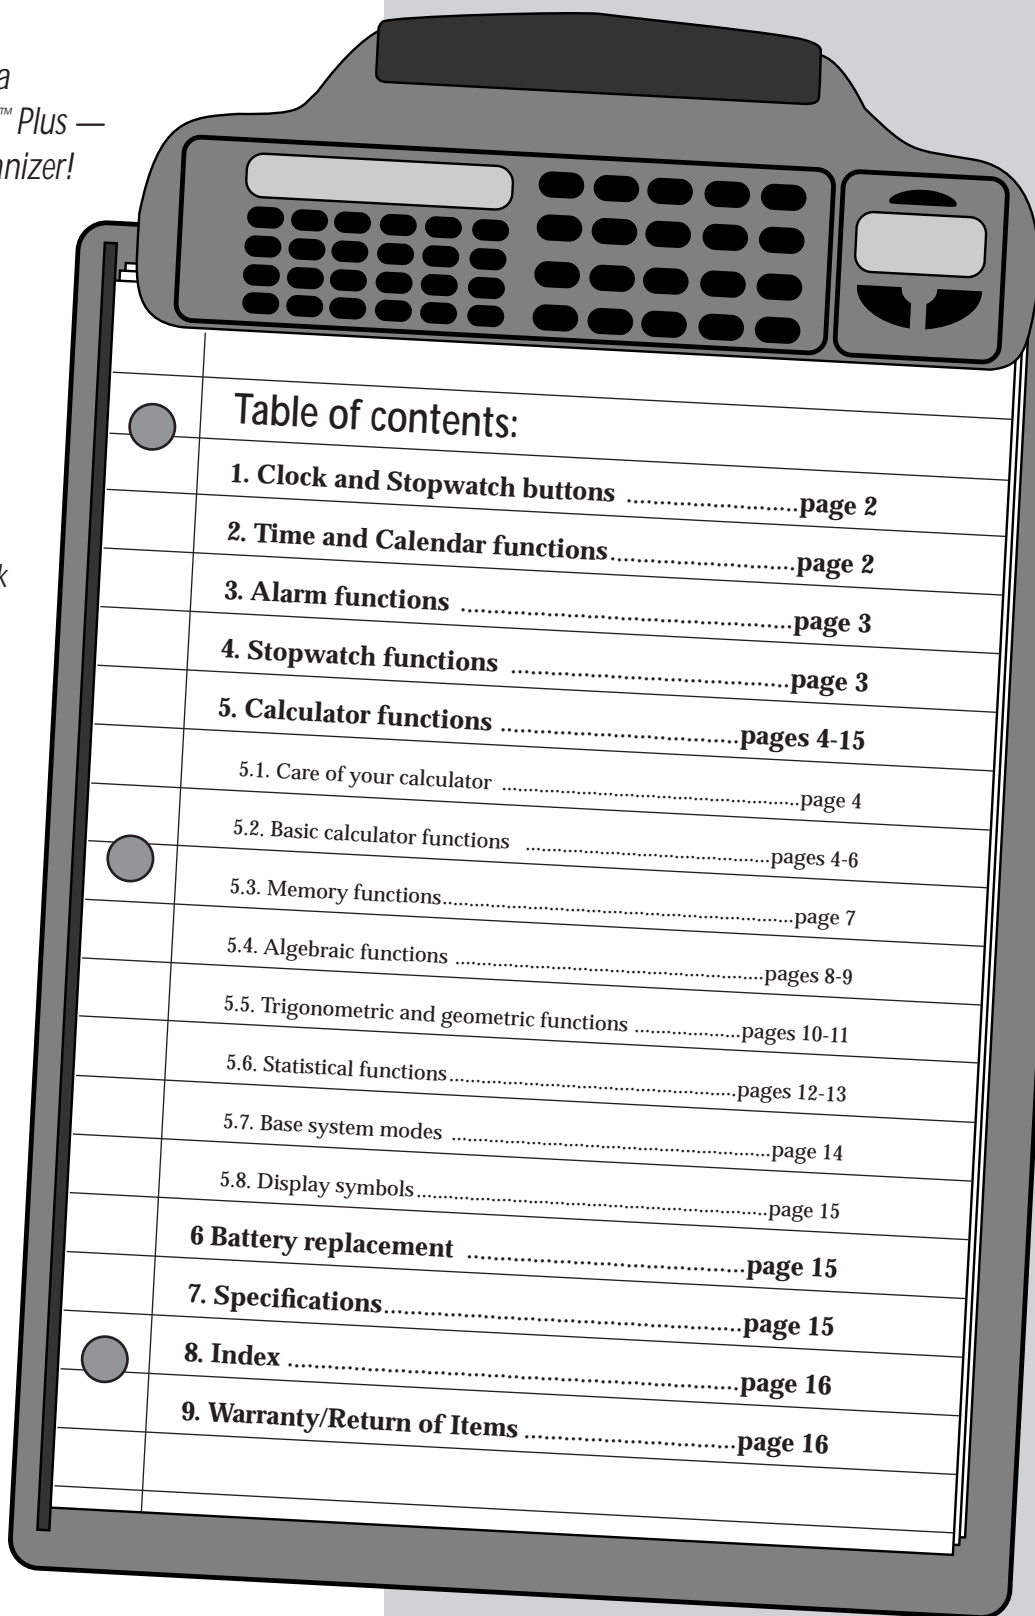 a
™ Plus —
anizer!
k
Table of contents:
1. Clock and Stopwatch buttons ..........................page 2
2. Time and Calendar functions............................page 2
3. Alarm functions ..................................................page 3
4. Stopwatch functions ..........................................page 3
5. Calculator functions ....................................pages 4-15
5.1. Care of your calculator ......................................................................page 4
5.2. Basic calculator functions ..........................................................pages 4-6
5.3. Memory functions...................................................................................page 7
5.4. Algebraic functions .........................................................................pages 8-9
5.5. Trigonometric and geometric functions .........................pages 10-11
5.6. Statistical functions....................................................................pages 12-13
5.7. Base system modes ...........................................................................page 14
5.8. Display symbols...................................................................................page 15
6 Battery replacement ..........................................page 15
7. Specifications......................................................page 15
8. Index ....................................................................page 16
9. Warranty/Return of Items ................................page 16